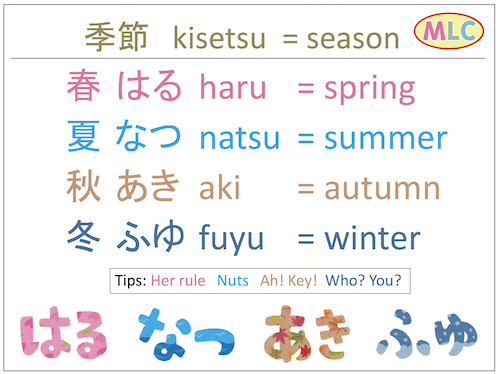 季節 kisetsu = season
MLC
春 はる haru = spring
夏 なつ natsu = summer
秋 あき aki = autumn
冬 ふゆ fuyu = winter
Tips: Her rule Nuts Ah! Key! Who? You?
はる なつ あき ふゆ